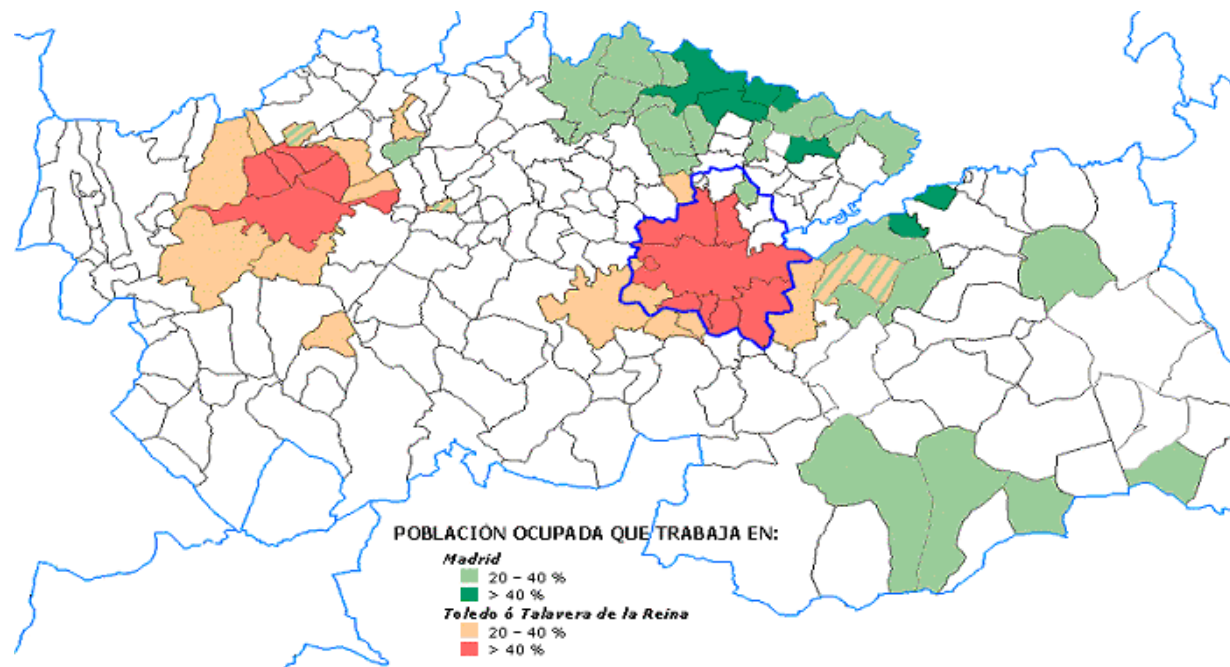 POBLACIÓN OCUPADA QUE TRABAJA EN:
Madrid
20 - 40 %
> 40 %
Toledo ó Talavera de la Reina
20 - 40 %
> 40 %